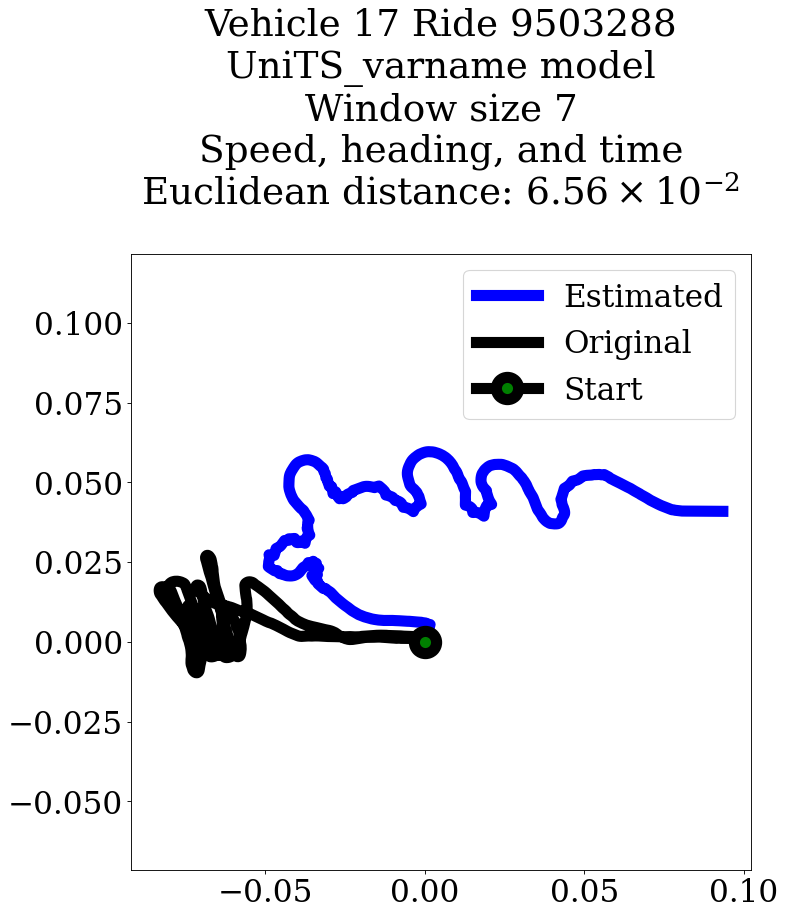 Vehicle 17 Ride 9503288
UniTS_varname model
Window size 7
Speed, heading, and time
Euclidean distance: 6.56 × 10⁻²
Estimated
Original
Start
0.100
0.075
0.050
0.025
0.000
−0.025
−0.050
−0.05 0.00 0.05 0.10